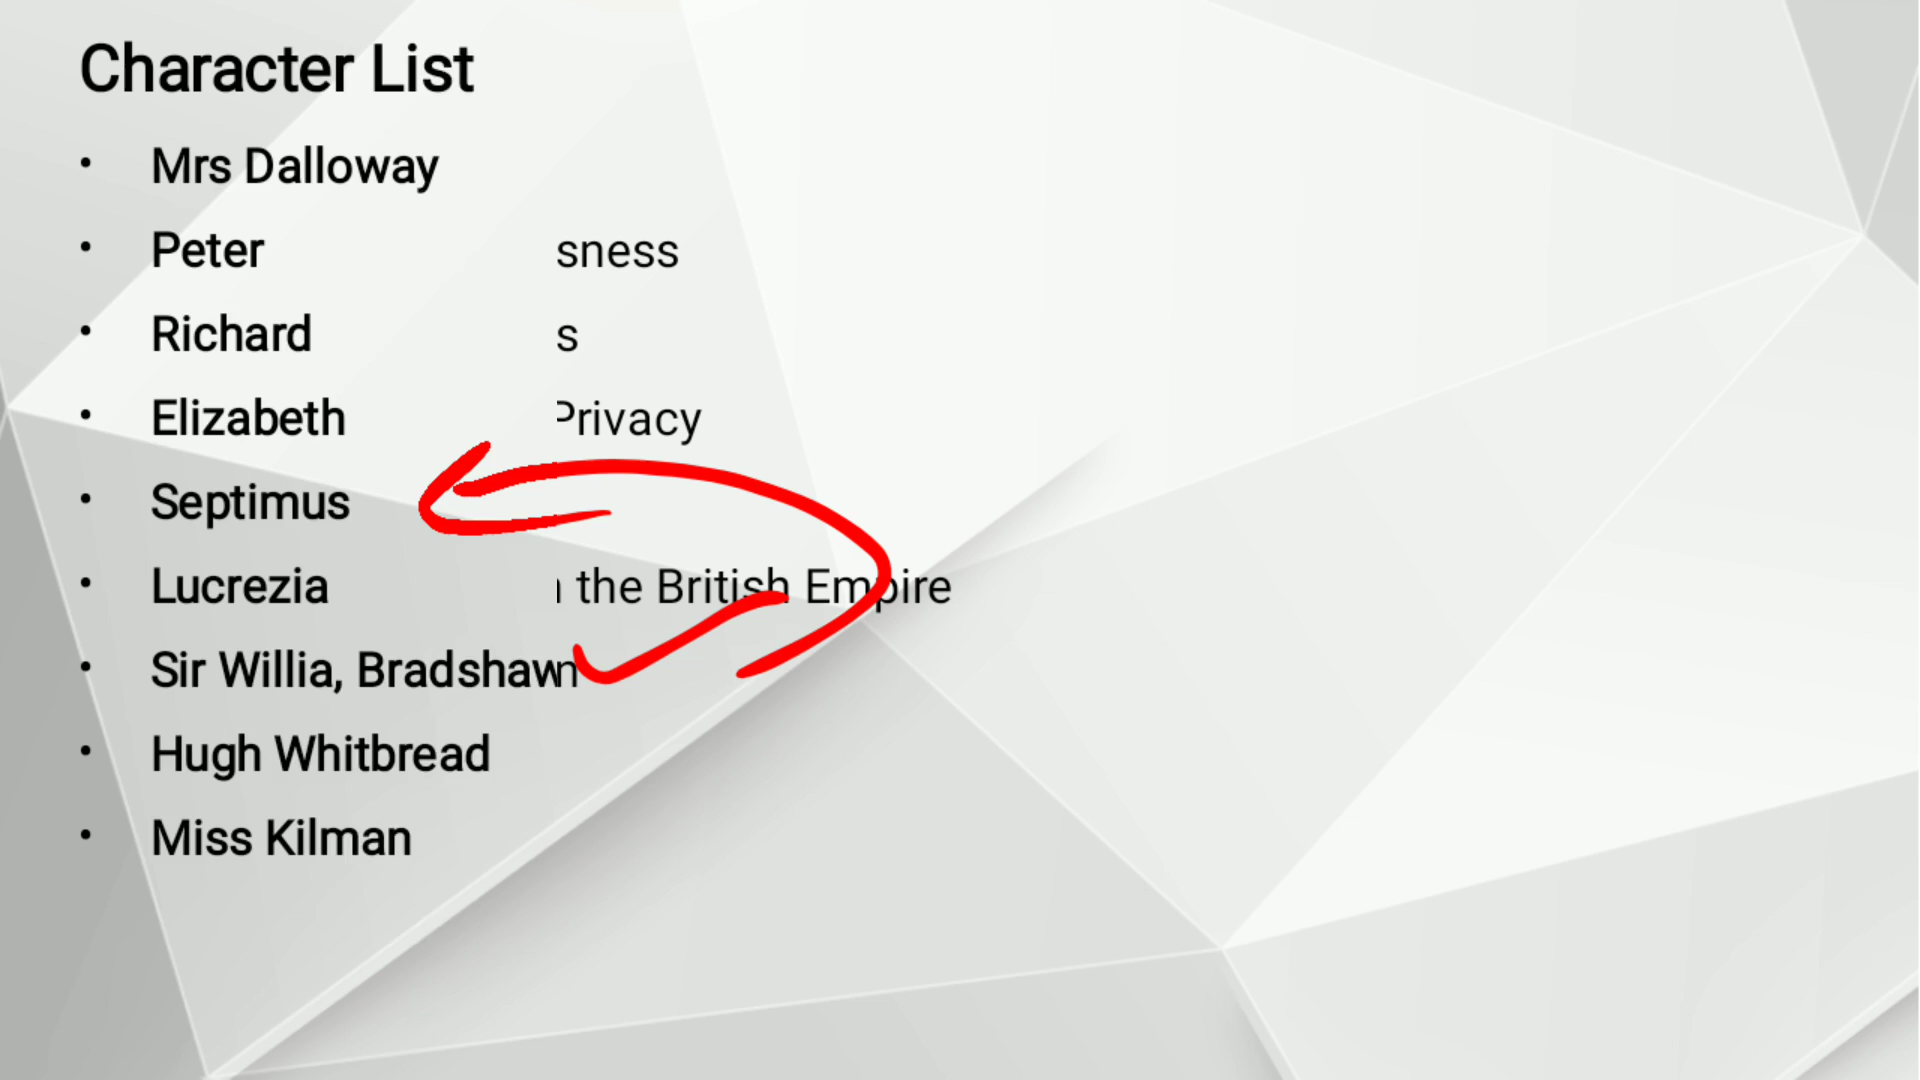 Character List
• Mrs Dalloway
• Peter
sness
• Richard
s
• Elizabeth
Privacy
• Septimus
• Lucrezia
the British Empire
• Sir Willia, Bradshaw
• Hugh Whitbread
• Miss Kilman